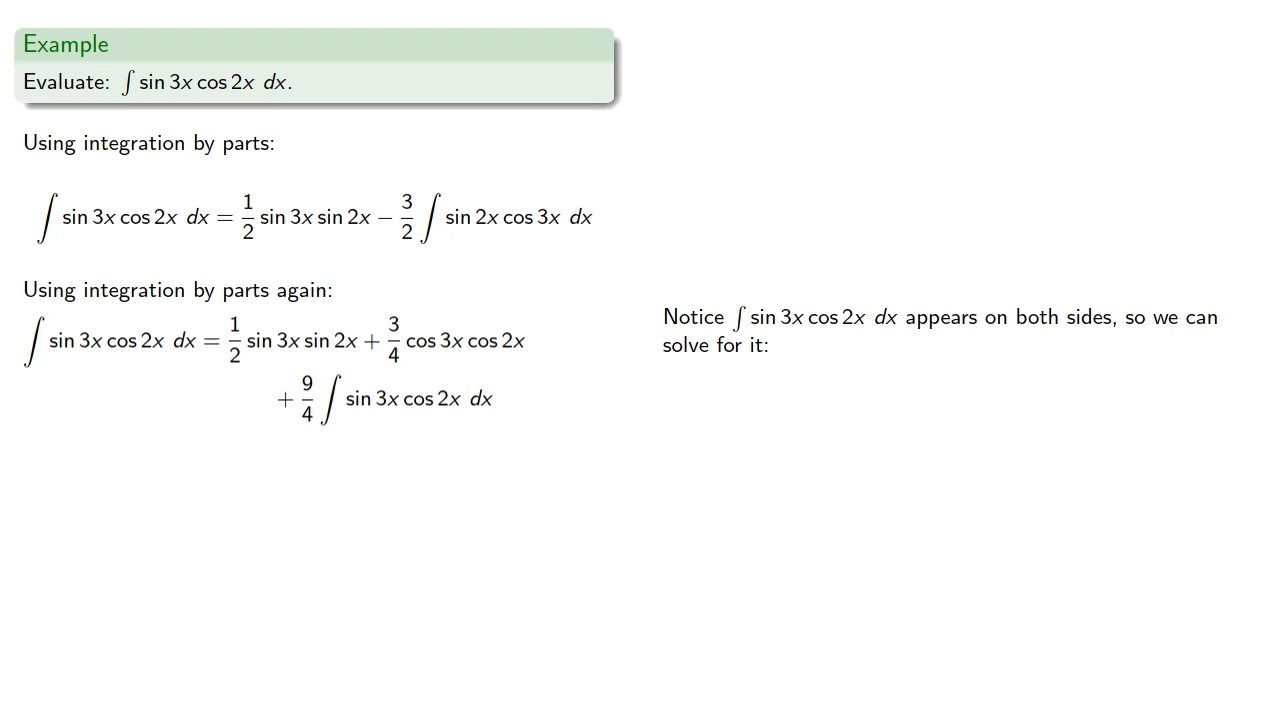 Example
Evaluate: ∫ sin 3x cos 2x dx.
Using integration by parts:
∫ sin 3x cos 2x dx = 1/2 sin 3x sin 2x − 3/2 ∫ sin 2x cos 3x dx
Using integration by parts again:
∫ sin 3x cos 2x dx = 1/2 sin 3x sin 2x + 3/4 cos 3x cos 2x
+ 9/4 ∫ sin 3x cos 2x dx
Notice ∫ sin 3x cos 2x dx appears on both sides, so we can
solve for it: